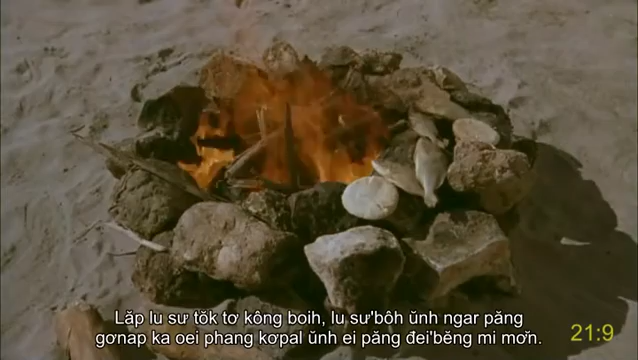 Lăp lu sư tŏk tơ kông boih, lu sư'bôh ŭnh ngar păng
gơnap ka oei phang kơpal ŭnh ei păng đei'bĕng mi mơ̆n.
21:9